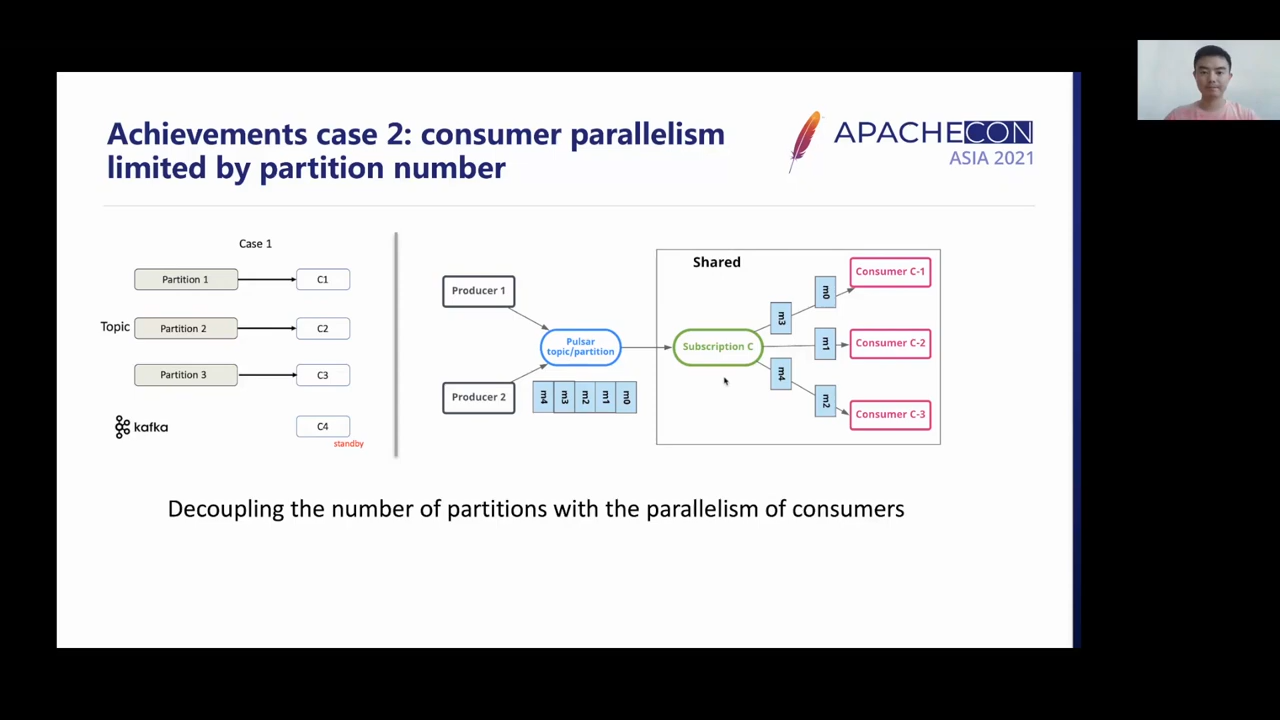 Achievements case 2: consumer parallelism
limited by partition number
APACHECON
ASIA 2021
Case 1
Partition 1
C1
Topic
Partition 2
C2
Partition 3
C3
kafka
C4
standby
Producer 1
Producer 2
Pulsar
topic/partition
m4
m3
m2
m1
m0
Shared
Subscription C
m3
m0
m1
m4
m2
Consumer C-1
Consumer C-2
Consumer C-3
Decoupling the number of partitions with the parallelism of consumers